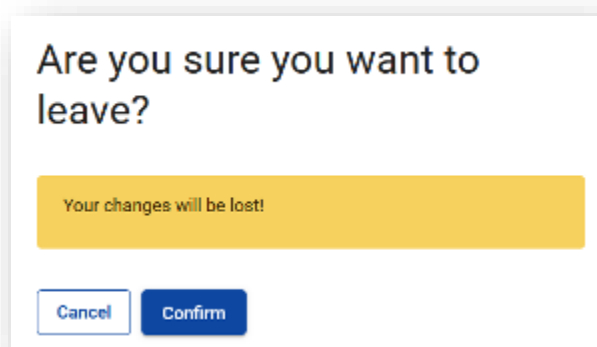 Are you sure you want to
leave?
Your changes will be lost!
Cancel
Confirm